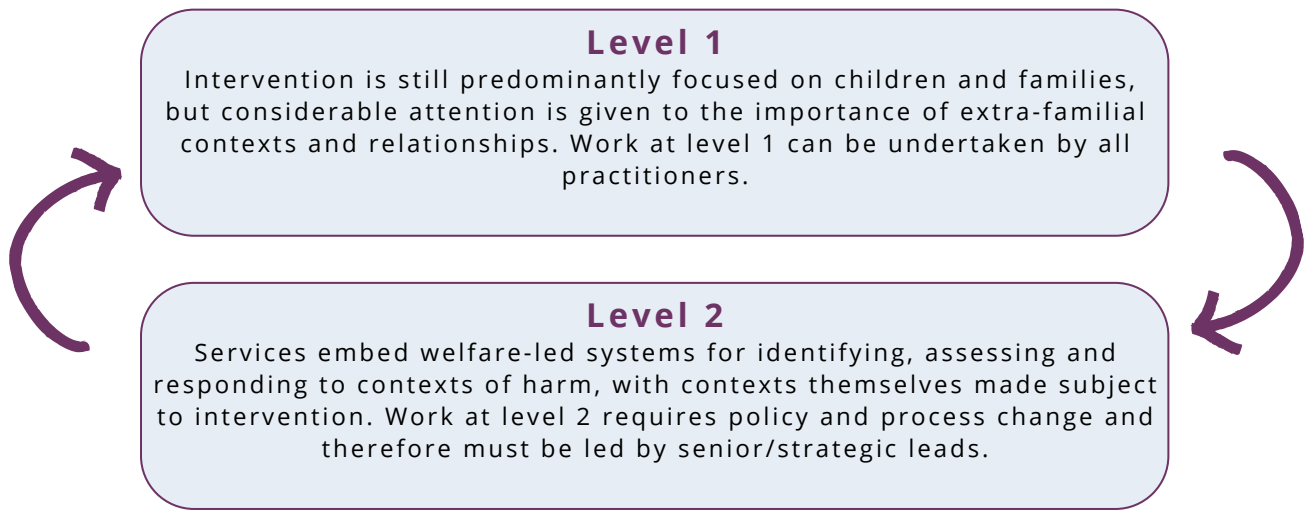 Level 1
Intervention is still predominantly focused on children and families,
but considerable attention is given to the importance of extra-familial
contexts and relationships. Work at level 1 can be undertaken by all
practitioners.
Level 2
Services embed welfare-led systems for identifying, assessing and
responding to contexts of harm, with contexts themselves made subject
to intervention. Work at level 2 requires policy and process change and
therefore must be led by senior/strategic leads.